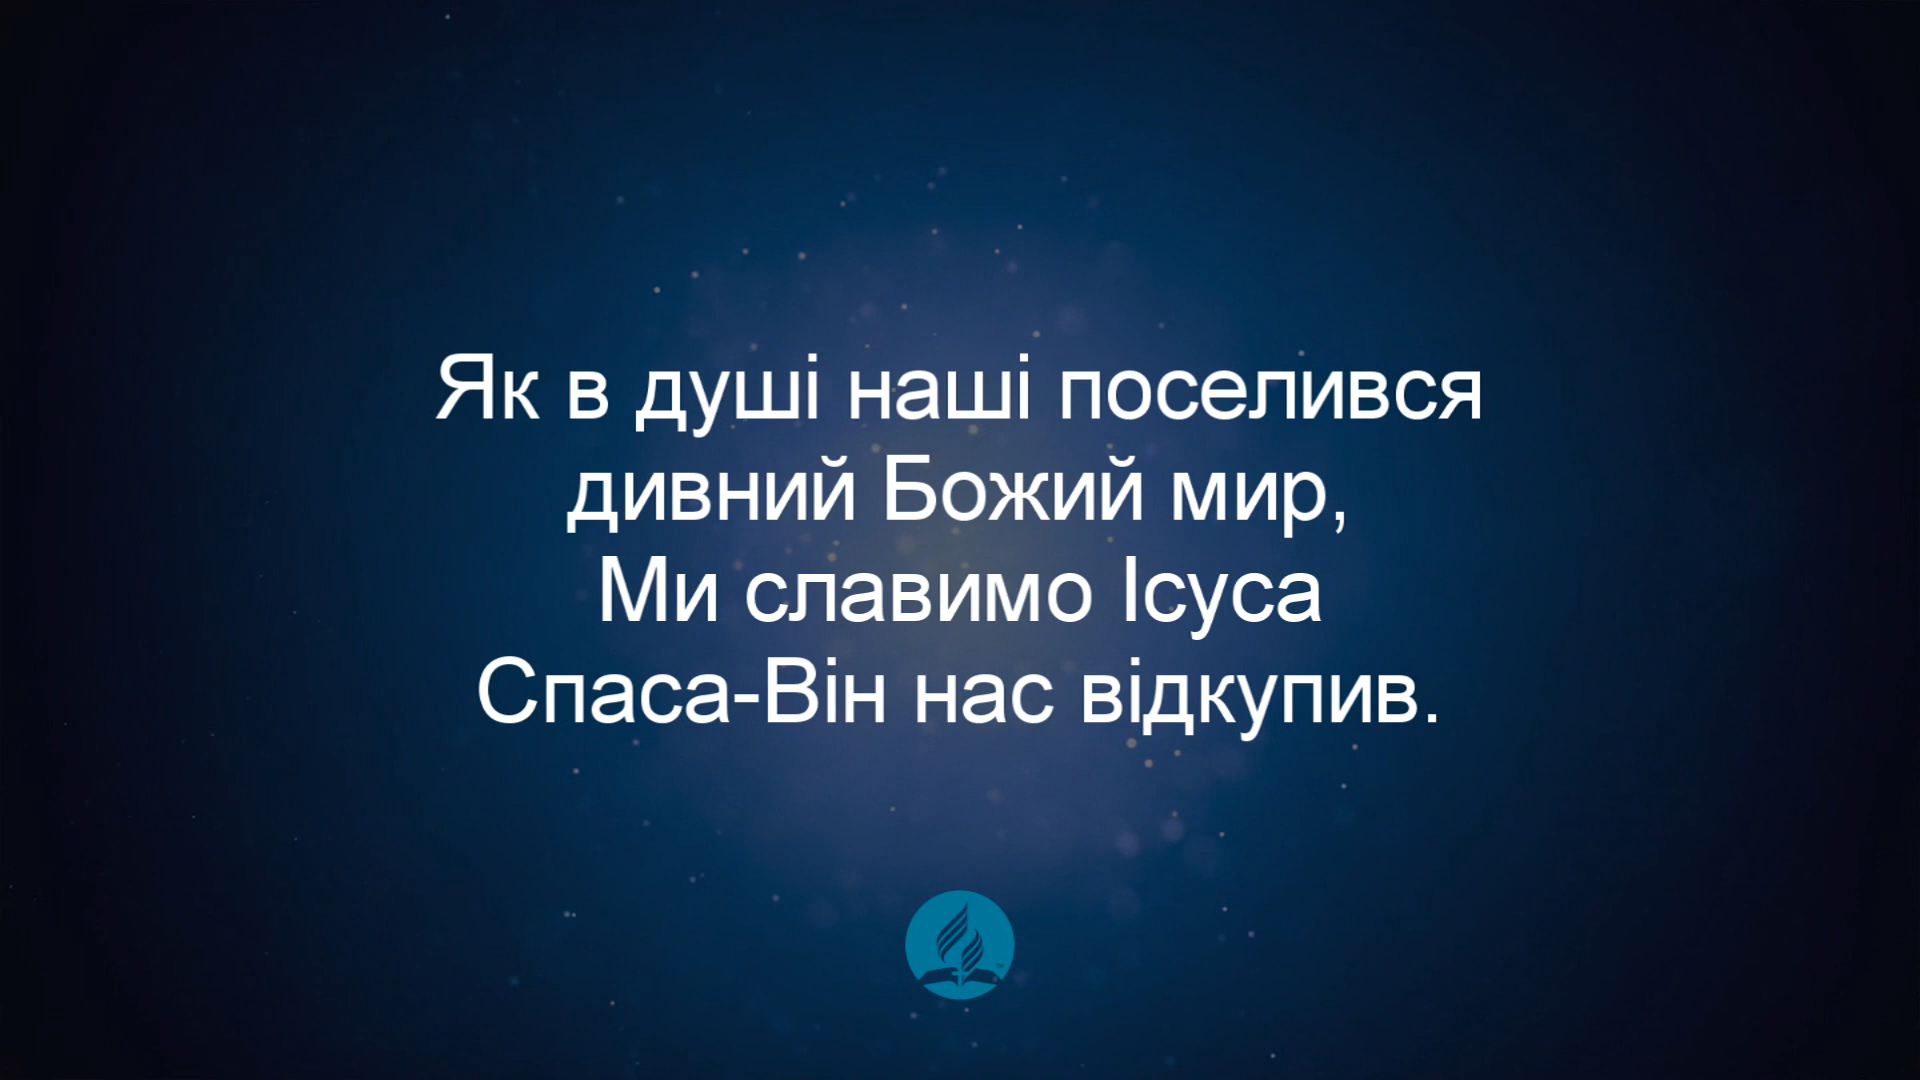 Як в душі наші поселився
дивний Божий мир,
Ми славимо Ісуса
Спаса-Він нас відкупив.